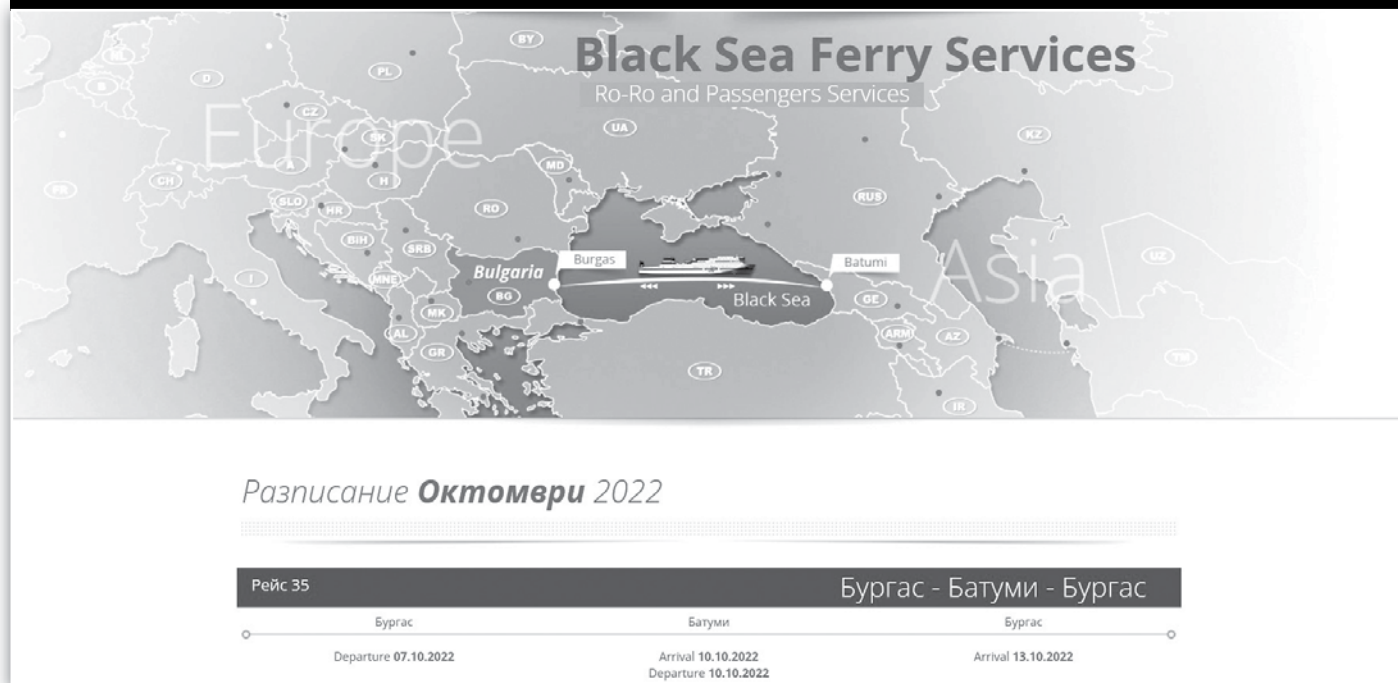 Black Sea Ferry Services
Ro-Ro and Passengers Services
Europe
Asia
NL
B
D
PL
BY
CZ
SK
UA
KZ
FR
CH
A
H
MD
SLO
HR
RO
RUS
BIH
SRB
I
MNE
Bulgaria
BG
Burgas
Batumi
Black Sea
MK
AL
GR
TR
GE
ARM
AZ
IR
UZ
TM
Разписание Октомври 2022
Рейс 35
Бургас - Батуми - Бургас
Бургас Батуми Бургас
Departure 07.10.2022 Arrival 10.10.2022 Arrival 13.10.2022
Departure 10.10.2022